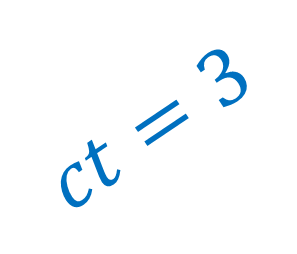 ct = 3